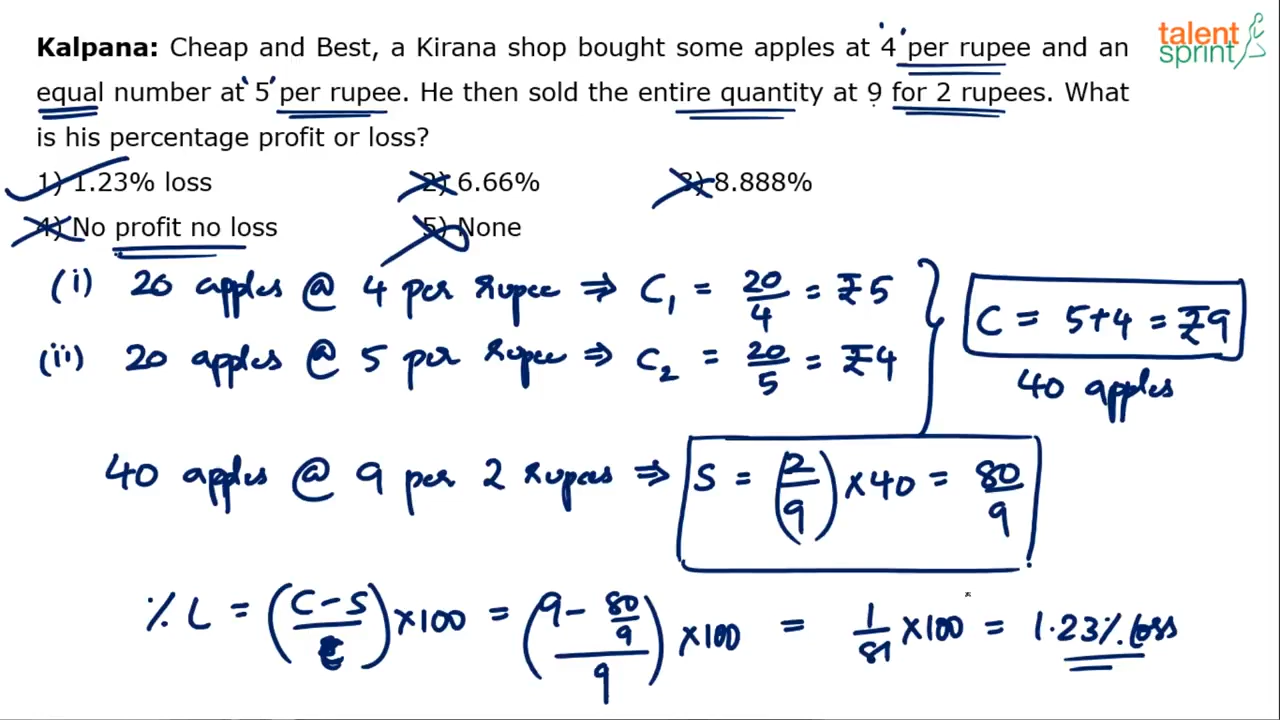 talent
sprint
Kalpana: Cheap and Best, a Kirana shop bought some apples at '4' per rupee and an
equal number at '5' per rupee. He then sold the entire quantity at 9 for 2 rupees. What
is his percentage profit or loss?
1) 1.23% loss 2) 6.66% 3) 8.888%
4) No profit no loss 5) None
(i) 20 apples @ 4 per rupee ⇒ C₁ = 20/4 = ₹5
C = 5+4 = ₹9
(ii) 20 apples @ 5 per rupee ⇒ C₂ = 20/5 = ₹4
40 apples
40 apples @ 9 per 2 rupees ⇒ S = (2/9) × 40 = 80/9
% L = (C-S/C) × 100 = (9 - 80/9 / 9) × 100 = 1/81 × 100 = 1.23% loss